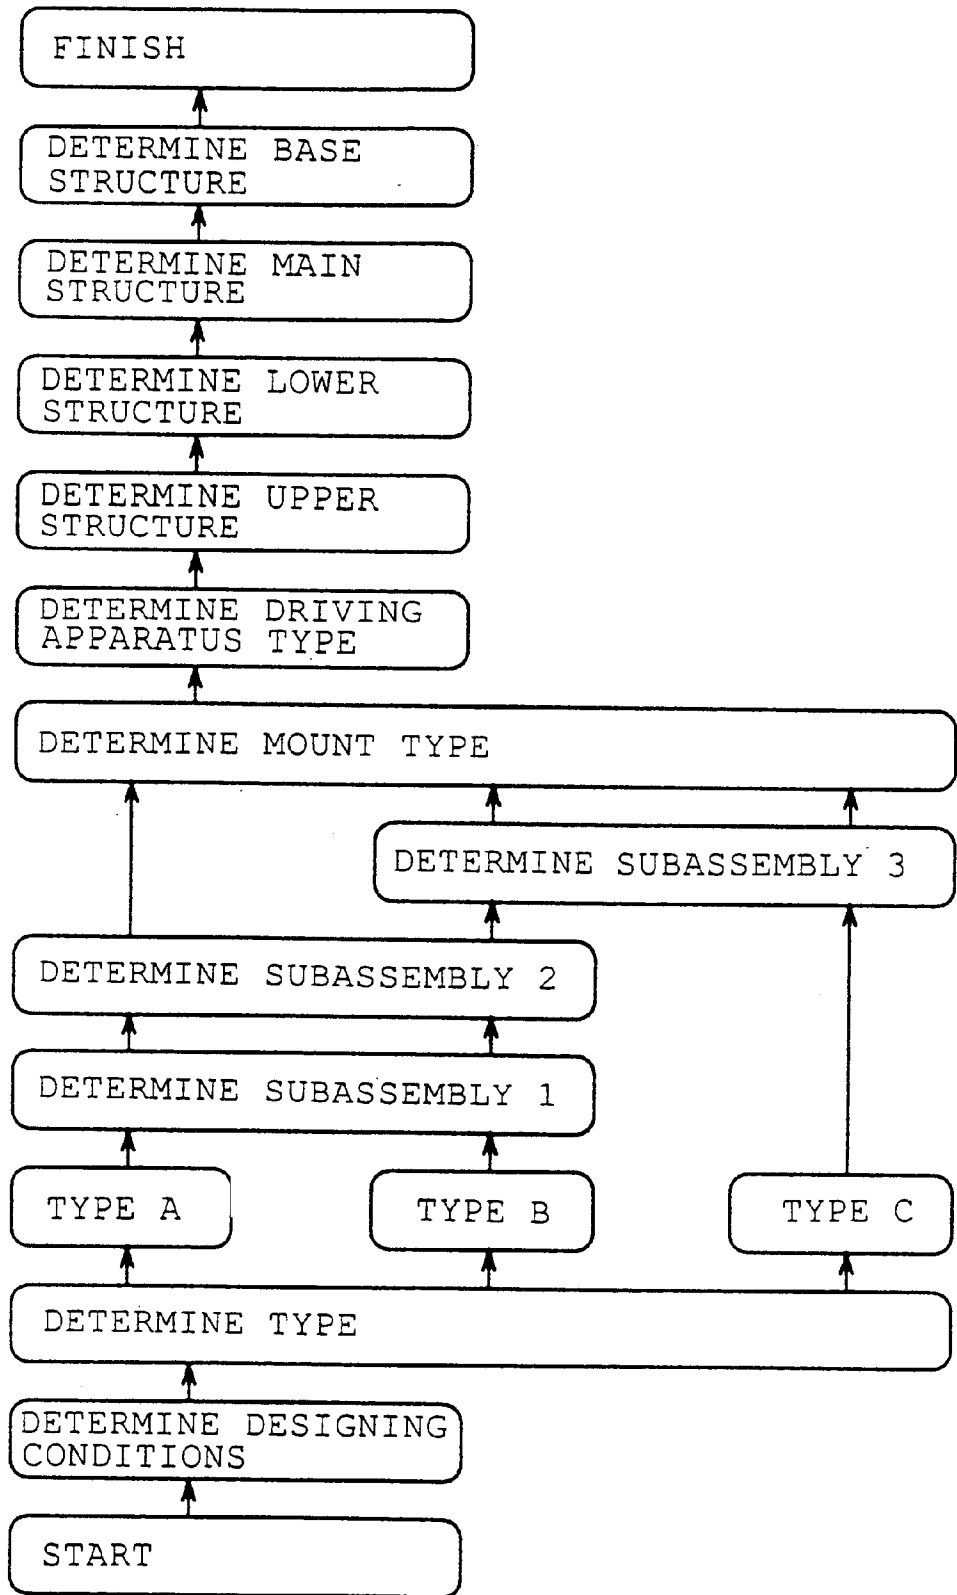 FINISH
DETERMINE BASE
STRUCTURE
DETERMINE MAIN
STRUCTURE
DETERMINE LOWER
STRUCTURE
DETERMINE UPPER
STRUCTURE
DETERMINE DRIVING
APPARATUS TYPE
DETERMINE MOUNT TYPE
DETERMINE SUBASSEMBLY 3
DETERMINE SUBASSEMBLY 2
DETERMINE SUBASSEMBLY 1
TYPE A
TYPE B
TYPE C
DETERMINE TYPE
DETERMINE DESIGNING
CONDITIONS
START